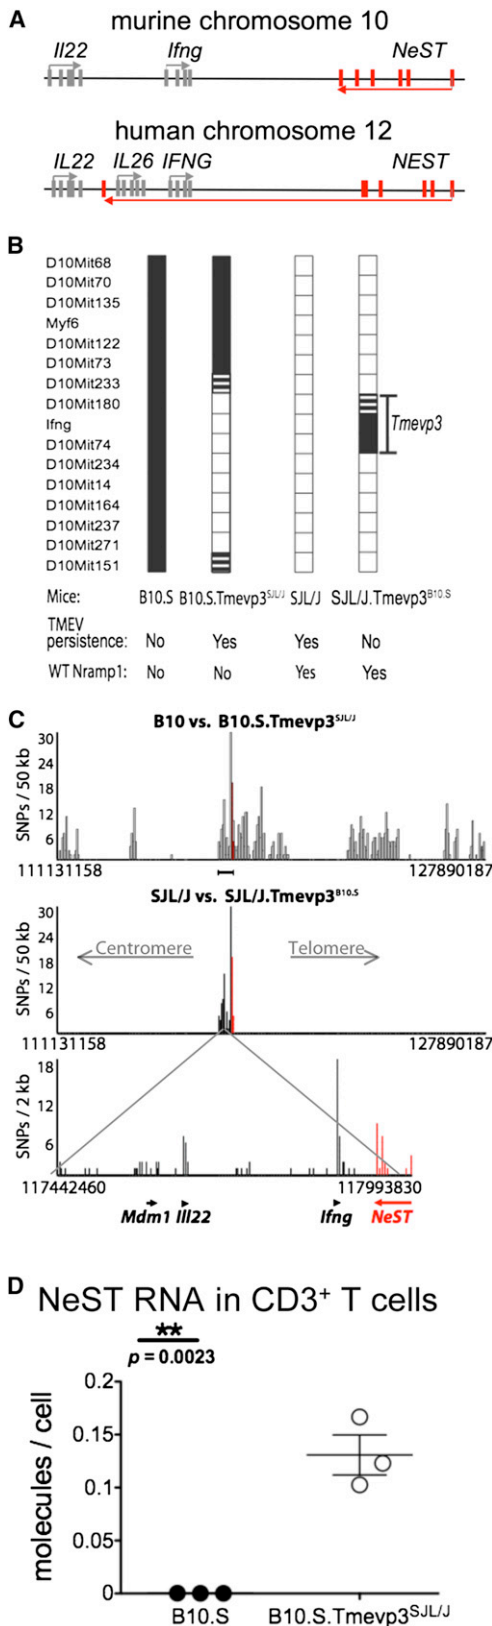 A
murine chromosome 10
Il22 Ifng NeST
human chromosome 12
IL22 IL26 IFNG NEST
B
D10Mit68
D10Mit70
D10Mit135
Myf6
D10Mit122
D10Mit73
D10Mit233
D10Mit180
Ifng
D10Mit74
D10Mit234
D10Mit14
D10Mit164
D10Mit237
D10Mit271
D10Mit151
Tmevp3
Mice: B10.S B10.S.Tmevp3SJL/J SJL/J SJL/J.Tmevp3B10.S
TMEV
persistence: No Yes Yes No
WT Nramp1: No No Yes Yes
C
B10 vs. B10.S.Tmevp3SJL/J
SNPs / 50 kb
30
24
18
12
6
111131158 127890187
SJL/J vs. SJL/J.Tmevp3B10.S
SNPs / 50 kb
30
24
18
12
6
Centromere Telomere
111131158 127890187
SNPs / 2 kb
18
12
6
117442460 117993830
Mdm1 Ill22 Ifng NeST
D
NeST RNA in CD3+ T cells
**
p = 0.0023
molecules / cell
0.2
0.15
0.1
0.05
0
B10.S B10.S.Tmevp3SJL/J